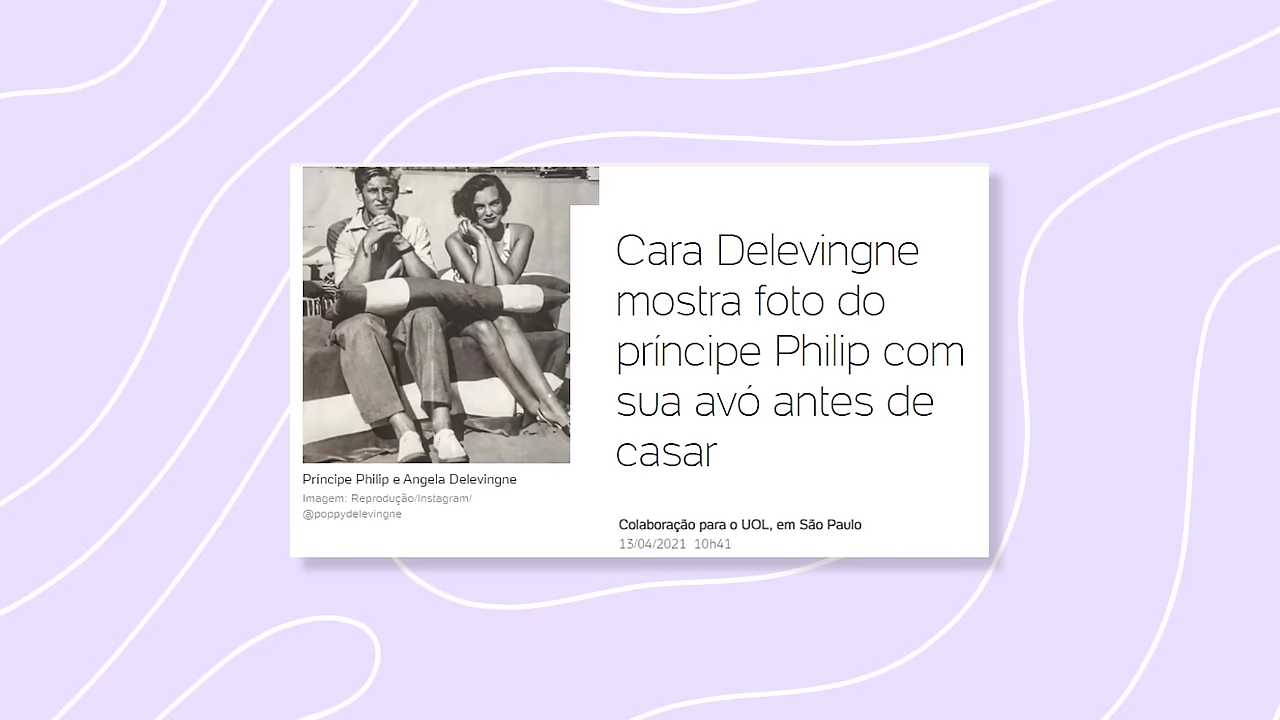 Cara Delevingne
mostra foto do
príncipe Philip com
sua avó antes de
casar
Príncipe Philip e Angela Delevingne
Imagem: Reprodução/Instagram/
@poppydelevingne
Colaboração para o UOL, em São Paulo
13/04/2021 10h41